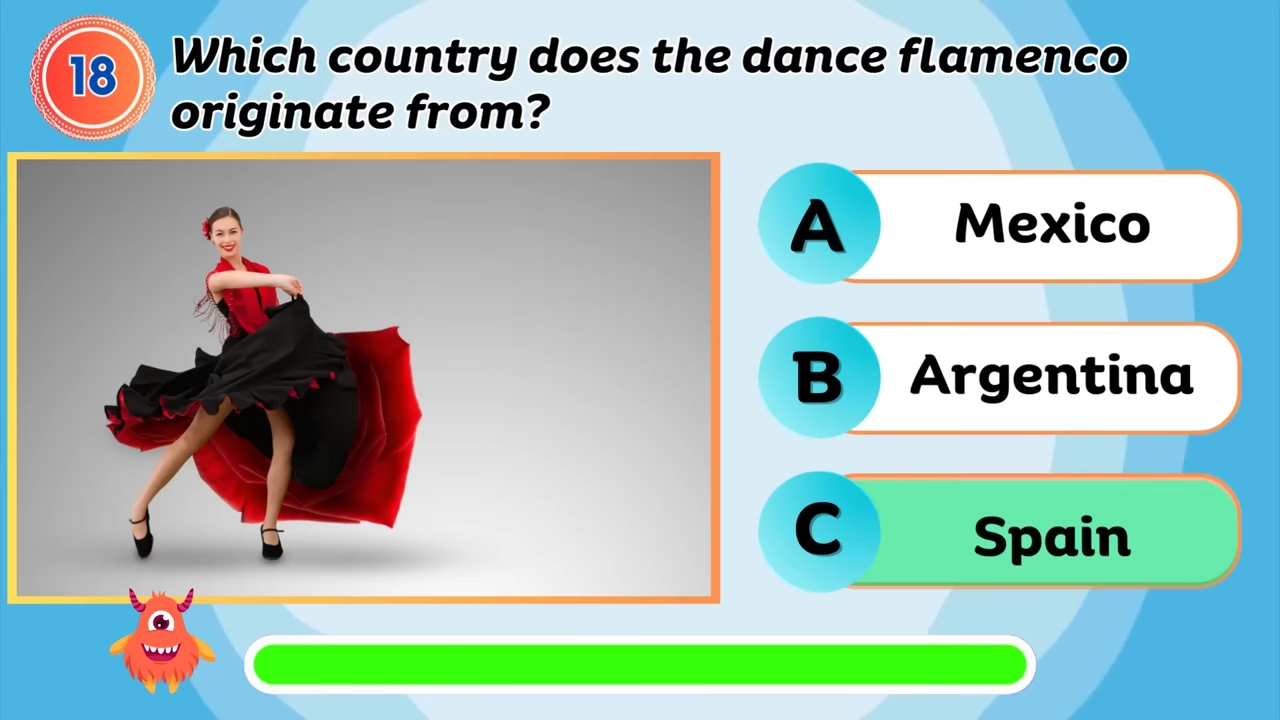 18
Which country does the dance flamenco
originate from?
A
Mexico
B
Argentina
C
Spain